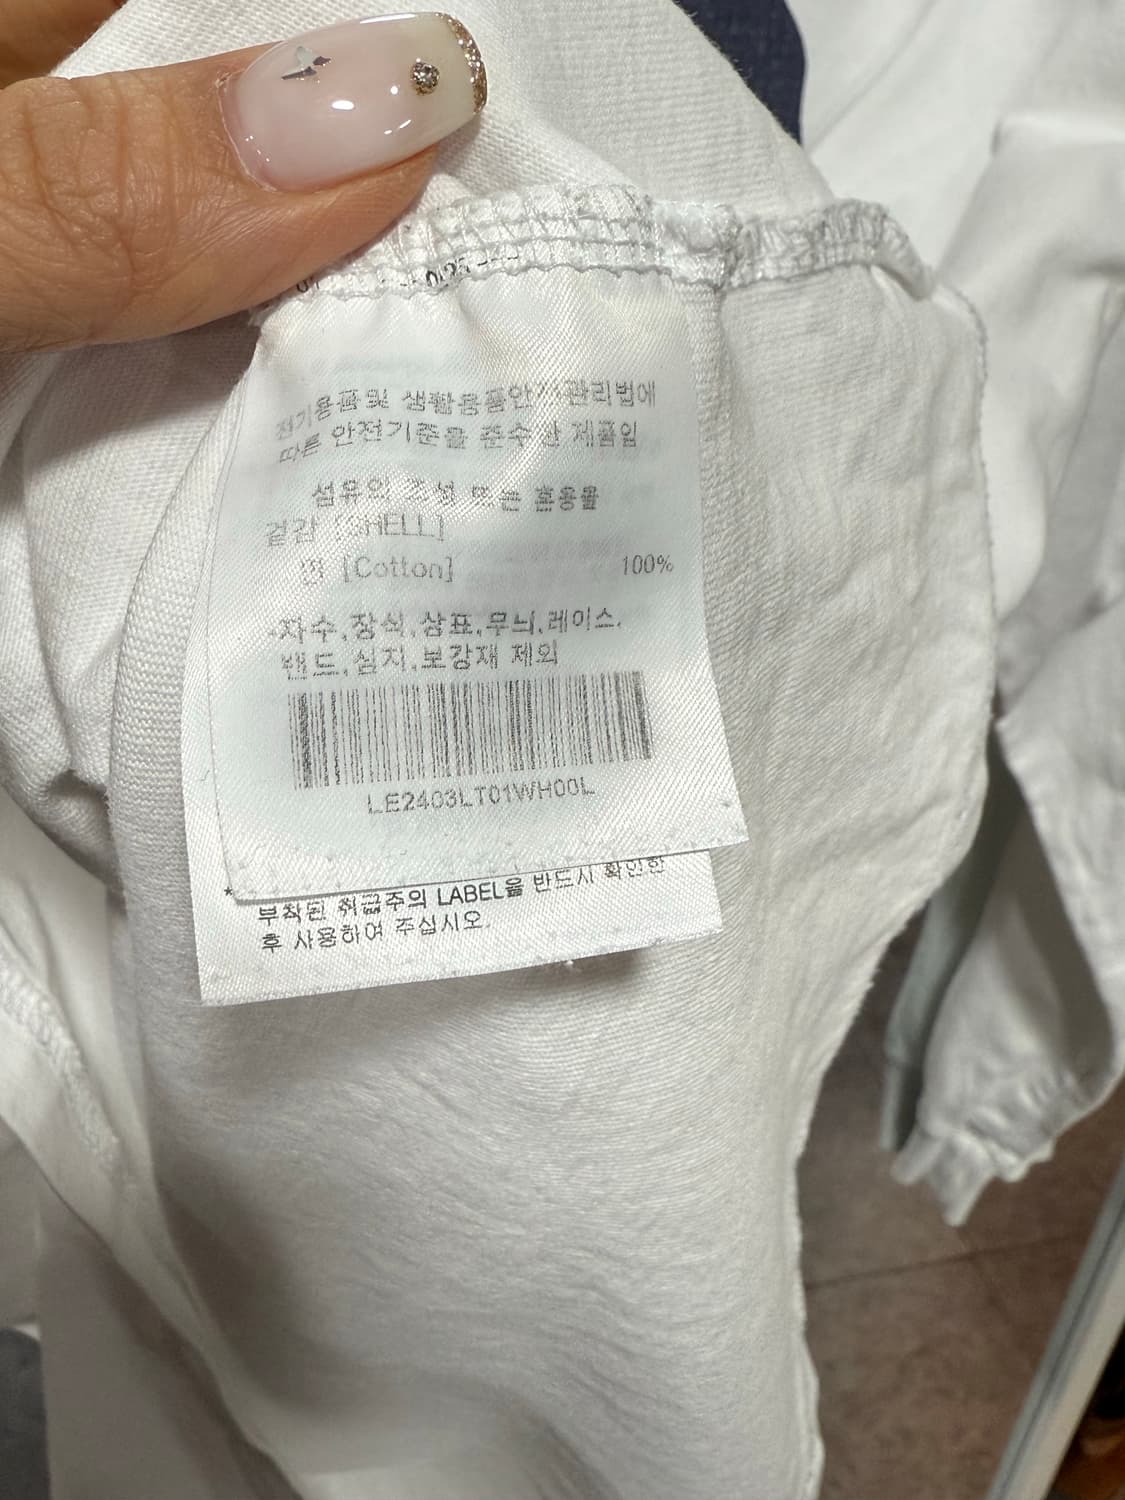 전기용품및 생활용품안전관리법에
따른 안전기준을 준수한 제품임
섬유의 조성 또는 혼용율
겉감 [SHELL]
면 [Cotton] 100%
자수,장식,상표,무늬,레이스,
밴드,심지,보강재 제외
LE2403LT01WH00L
부착된 취급주의 LABEL을 반드시 확인한
후 사용하여 주십시오.